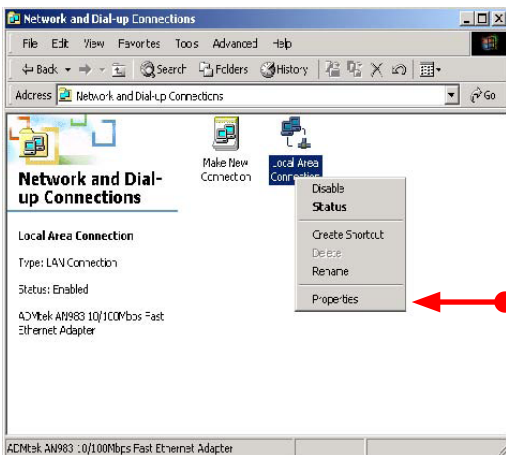 Network and Dial-up Connections
File Edit View Favorites Tools Advanced Help
Back Search Folders History
Address Network and Dial-up Connections Go
Make New Connection
Local Area Connection
Network and Dial-up Connections
Local Area Connection
Type: LAN Connection
Status: Enabled
ADMtek AN983 10/100Mbps Fast Ethernet Adapter
Disable
Status
Create Shortcut
Delete
Rename
Properties
ADMtek AN983 10/100Mbps Fast Ethernet Adapter